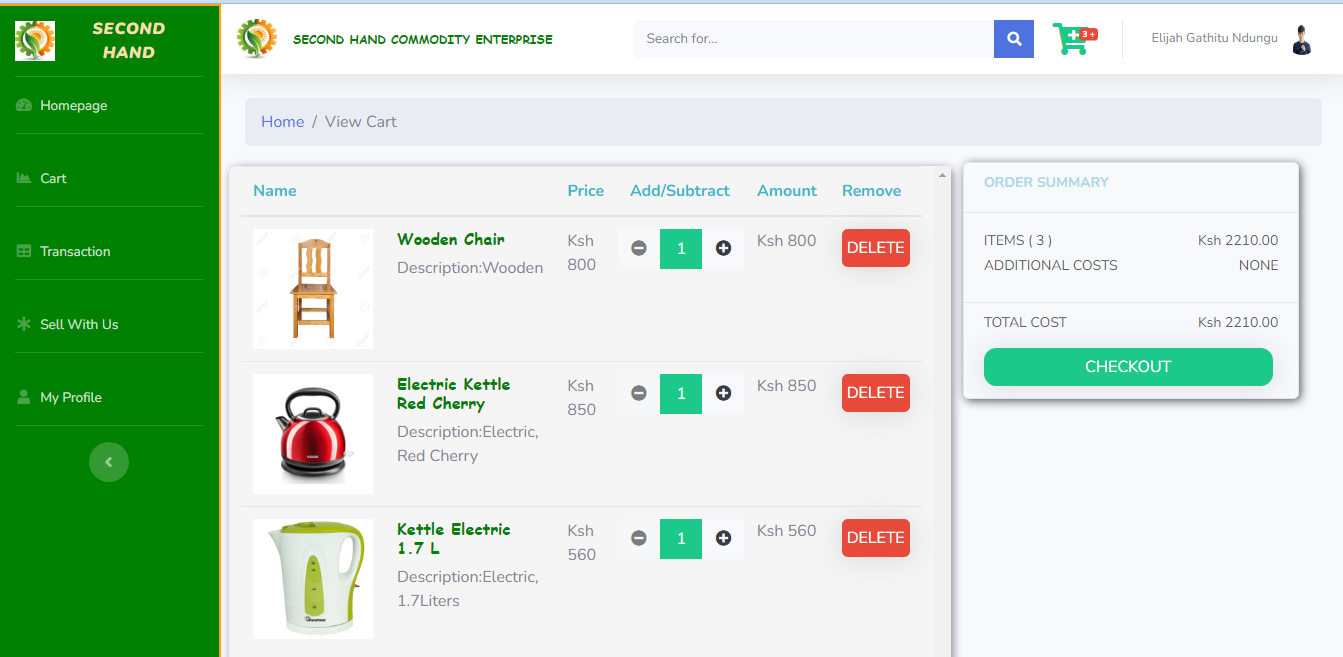 SECOND
HAND
Homepage
Cart
Transaction
Sell With Us
My Profile
SECOND HAND COMMODITY ENTERPRISE
Search for...
3 +
Elijah Gathitu Ndungu
Home / View Cart
Name Price Add/Subtract Amount Remove
Wooden Chair
Description:Wooden
Ksh
800
1
Ksh 800
DELETE
Electric Kettle
Red Cherry
Description:Electric,
Red Cherry
Ksh
850
1
Ksh 850
DELETE
Kettle Electric
1.7 L
Description:Electric,
1.7Liters
Ksh
560
1
Ksh 560
DELETE
ORDER SUMMARY
ITEMS ( 3 ) Ksh 2210.00
ADDITIONAL COSTS NONE
TOTAL COST Ksh 2210.00
CHECKOUT